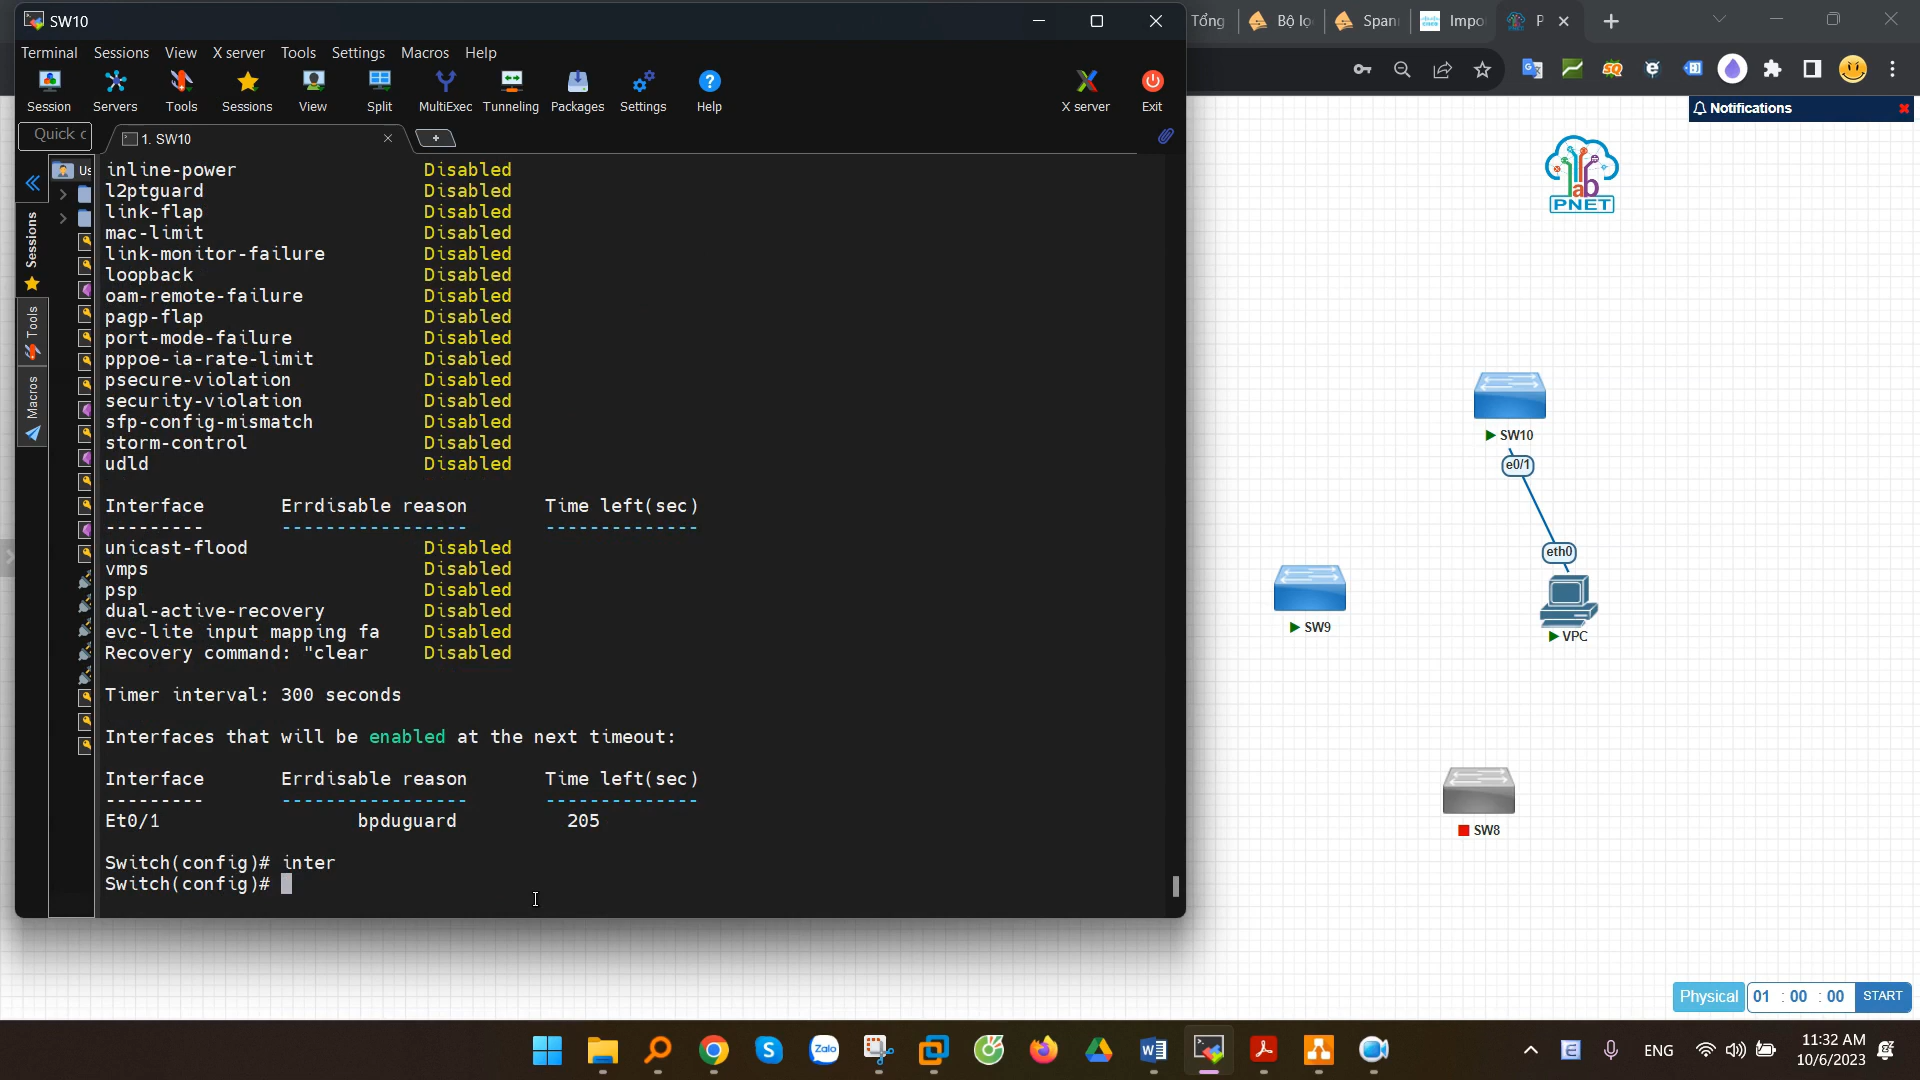 SW10
Terminal Sessions View X server Tools Settings Macros Help
Session Servers Tools Sessions View Split MultiExec Tunneling Packages Settings Help X server Exit
Quick c
1. SW10
Us
Sessions
Tools
Macros
inline-power Disabled
l2ptguard Disabled
link-flap Disabled
mac-limit Disabled
link-monitor-failure Disabled
loopback Disabled
oam-remote-failure Disabled
pagp-flap Disabled
port-mode-failure Disabled
pppoe-ia-rate-limit Disabled
psecure-violation Disabled
security-violation Disabled
sfp-config-mismatch Disabled
storm-control Disabled
udld Disabled
Interface Errdisable reason Time left(sec)
--------- ----------------- --------------
unicast-flood Disabled
vmps Disabled
psp Disabled
dual-active-recovery Disabled
evc-lite input mapping fa Disabled
Recovery command: "clear Disabled
Timer interval: 300 seconds
Interfaces that will be enabled at the next timeout:
Interface Errdisable reason Time left(sec)
--------- ----------------- --------------
Et0/1 bpduguard 205
Switch(config)# inter
Switch(config)#
Tổng
Bộ lọ
Span
Impo
P
Notifications
lab
PNET
SW10
e0/1
eth0
VPC
SW9
SW8
Physical 01 : 00 : 00 START
Zalo
ENG
11:32 AM
10/6/2023